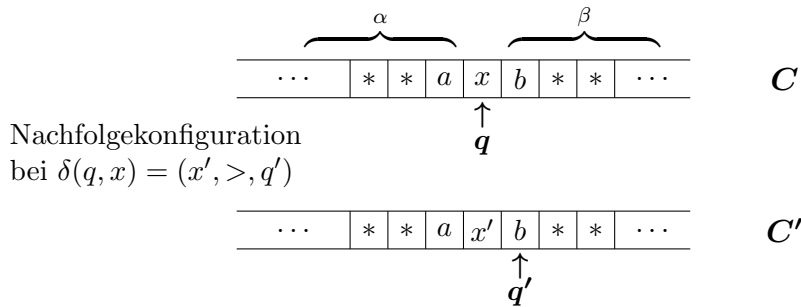 α β
⋯ ∗ ∗ a x b ∗ ∗ ⋯ C
↑
q
Nachfolgekonfiguration
bei δ(q, x) = (x′, >, q′)
⋯ ∗ ∗ a x′ b ∗ ∗ ⋯ C′
↑
q′